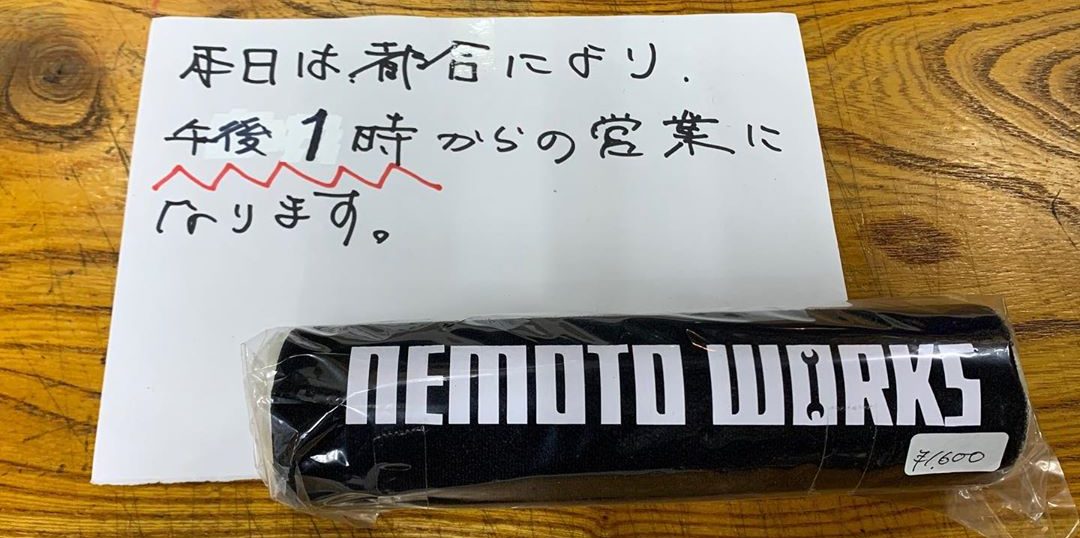 本日は、都合により、
午後1時からの営業に
なります。
NEMOTO WORKS
¥1,600